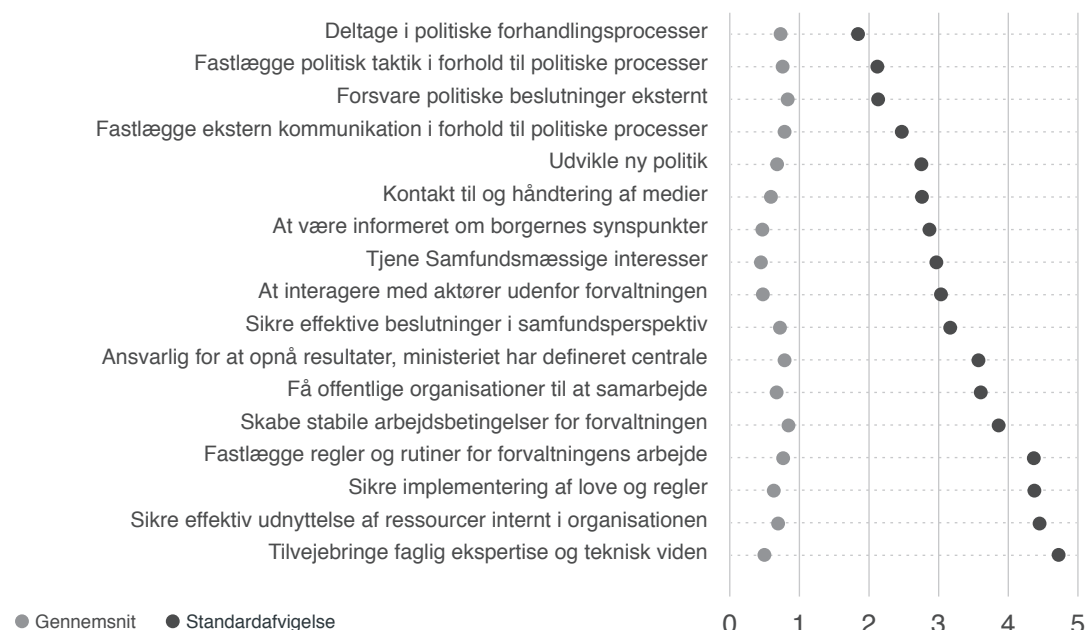 Deltage i politiske forhandlingsprocesser
Fastlægge politisk taktik i forhold til politiske processer
Forsvare politiske beslutninger eksternt
Fastlægge ekstern kommunikation i forhold til politiske processer
Udvikle ny politik
Kontakt til og håndtering af medier
At være informeret om borgernes synspunkter
Tjene Samfundsmæssige interesser
At interagere med aktører udenfor forvaltningen
Sikre effektive beslutninger i samfundsperspektiv
Ansvarlig for at opnå resultater, ministeriet har defineret centrale
Få offentlige organisationer til at samarbejde
Skabe stabile arbejdsbetingelser for forvaltningen
Fastlægge regler og rutiner for forvaltningens arbejde
Sikre implementering af love og regler
Sikre effektiv udnyttelse af ressourcer internt i organisationen
Tilvejebringe faglig ekspertise og teknisk viden
0 1 2 3 4 5
Gennemsnit Standardafvigelse